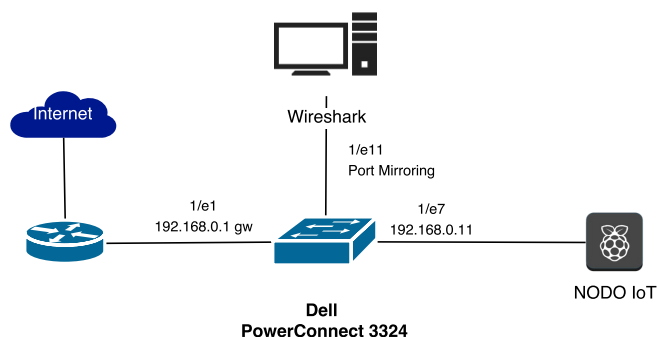 Internet
Wireshark
1/e11
Port Mirroring
1/e1
192.168.0.1 gw
1/e7
192.168.0.11
NODO IoT
Dell
PowerConnect 3324